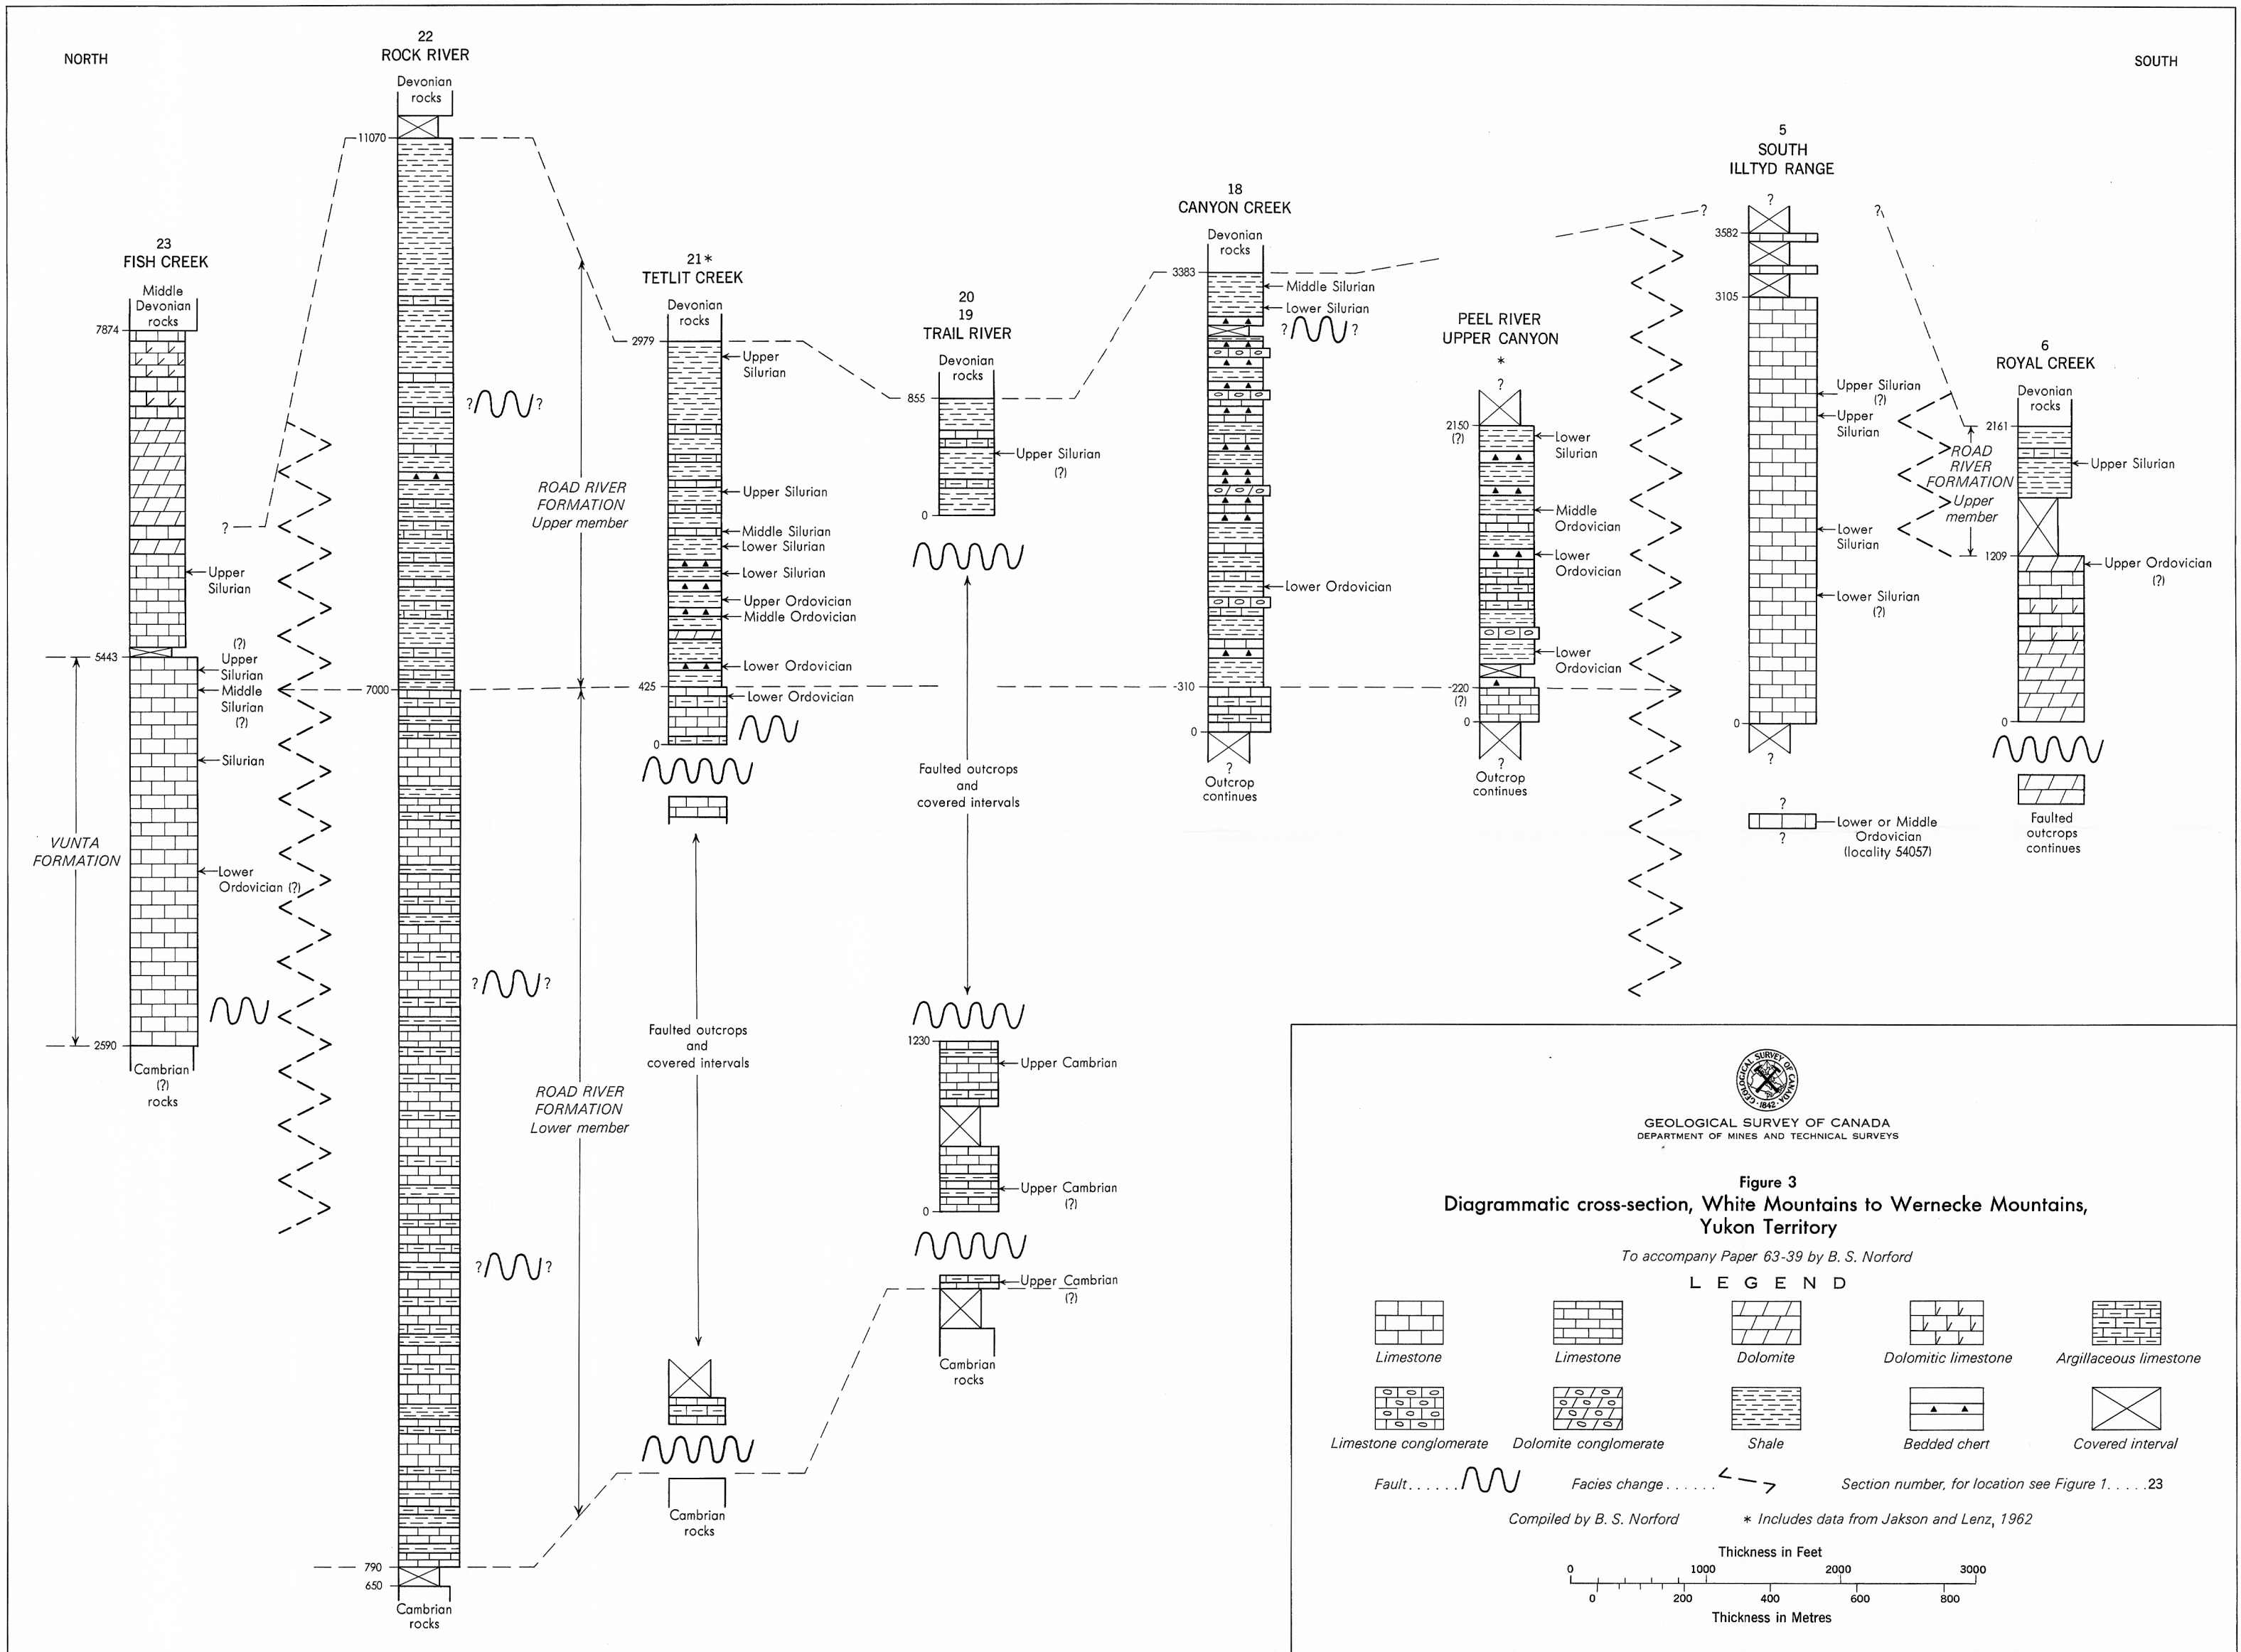 NORTH
SOUTH
23
FISH CREEK
Middle
Devonian
rocks
7874
Upper
Silurian
?
5443
(?)
Upper
Silurian
Middle
Silurian
(?)
Silurian
VUNTA
FORMATION
Lower
Ordovician (?)
2590
Cambrian
(?)
rocks
22
ROCK RIVER
Devonian
rocks
11070
? ?
7000
? ?
? ?
790
650
Cambrian
rocks
ROAD RIVER
FORMATION
Upper member
ROAD RIVER
FORMATION
Lower member
21*
TETLIT CREEK
Devonian
rocks
2979
Upper
Silurian
Upper Silurian
Middle Silurian
Lower Silurian
Lower Silurian
Upper Ordovician
Middle Ordovician
Lower Ordovician
425
Lower Ordovician
0
Faulted outcrops
and
covered intervals
Cambrian
rocks
20
19
TRAIL RIVER
Devonian
rocks
855
Upper Silurian
(?)
0
Faulted outcrops
and
covered intervals
1230
Upper Cambrian
Upper Cambrian
(?)
0
Upper Cambrian
(?)
Cambrian
rocks
18
CANYON CREEK
Devonian
rocks
3383
Middle Silurian
Lower Silurian
? ?
Lower Ordovician
310
0
?
Outcrop
continues
PEEL RIVER
UPPER CANYON
*
?
2150
(?)
Lower
Silurian
Middle
Ordovician
Lower
Ordovician
Lower
Ordovician
220
(?)
0
?
Outcrop
continues
5
SOUTH
ILLTYD RANGE
?
?
?
3582
3105
Upper Silurian
(?)
Upper
Silurian
Lower
Silurian
Lower Silurian
(?)
0
?
?
Lower or Middle
Ordovician
(locality 54057)
?
6
ROYAL CREEK
Devonian
rocks
2161
ROAD
RIVER
FORMATION
Upper
member
Upper Silurian
1209
Upper Ordovician
(?)
0
Faulted
outcrops
continues
GEOLOGICAL SURVEY OF CANADA
1842
GEOLOGICAL SURVEY OF CANADA
DEPARTMENT OF MINES AND TECHNICAL SURVEYS
Figure 3
Diagrammatic cross-section, White Mountains to Wernecke Mountains,
Yukon Territory
To accompany Paper 63-39 by B. S. Norford
LEGEND
Limestone Limestone Dolomite Dolomitic limestone Argillaceous limestone
Limestone conglomerate Dolomite conglomerate Shale Bedded chert Covered interval
Fault...... Facies change...... Section number, for location see Figure 1.....23
Compiled by B. S. Norford * Includes data from Jakson and Lenz, 1962
Thickness in Feet
0 1000 2000 3000
0 200 400 600 800
Thickness in Metres